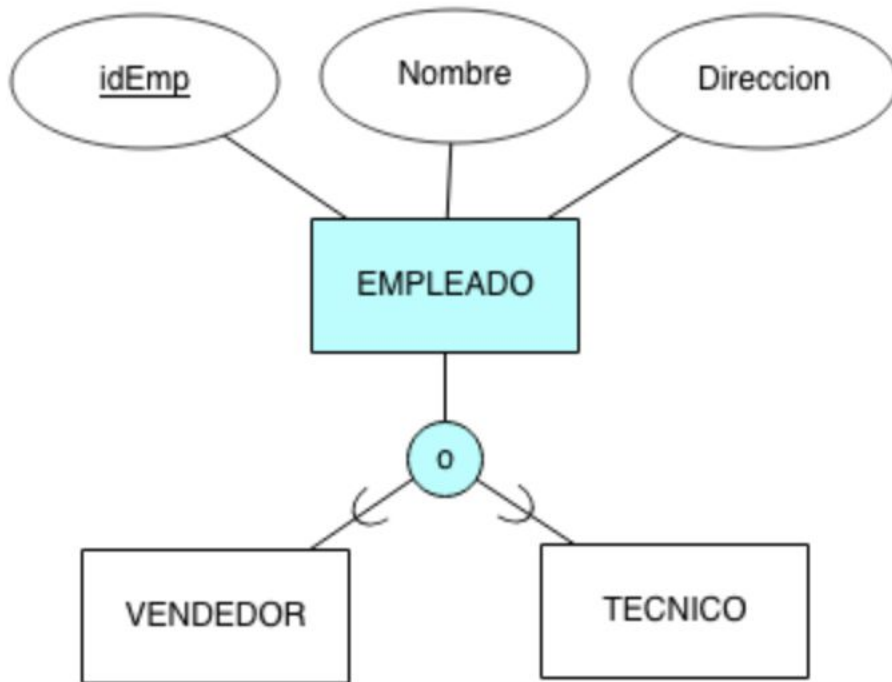 idEmp
Nombre
Direccion
EMPLEADO
o
VENDEDOR
TECNICO